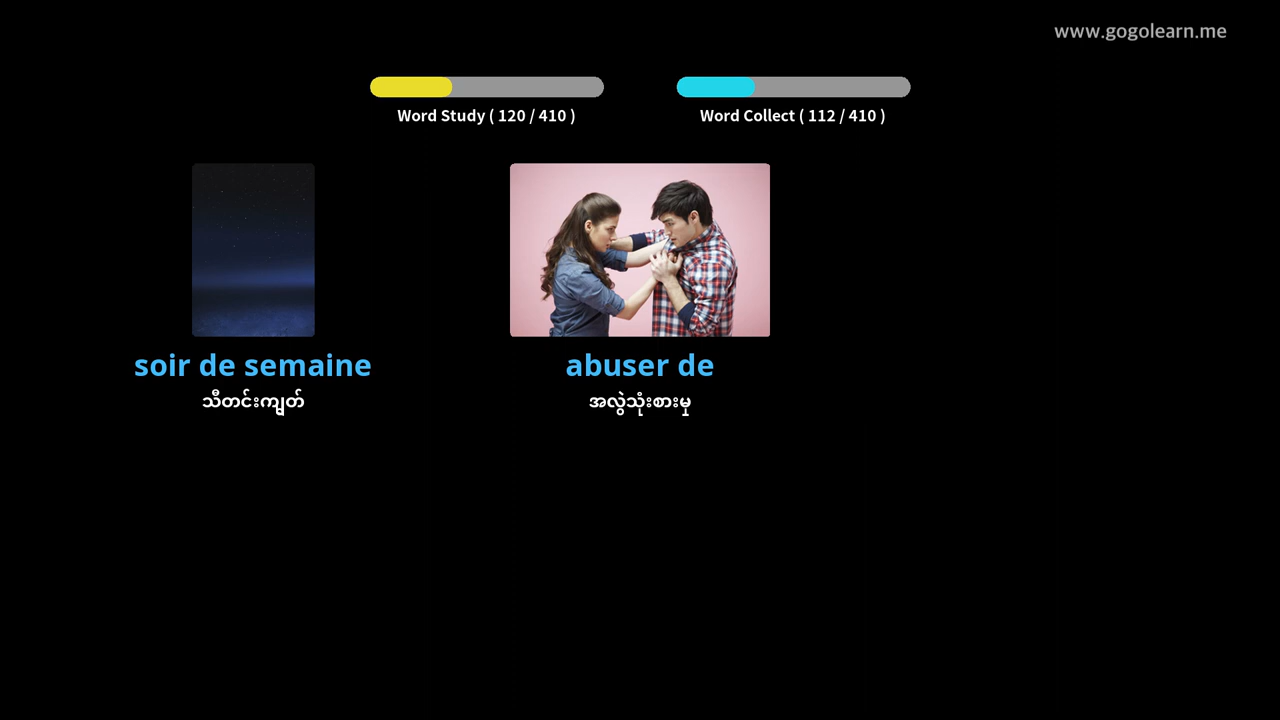 www.gogolearn.me
Word Study ( 120 / 410 )
Word Collect ( 112 / 410 )
soir de semaine
သီတင်းကျွတ်
abuser de
အလွဲသုံးစားမှ